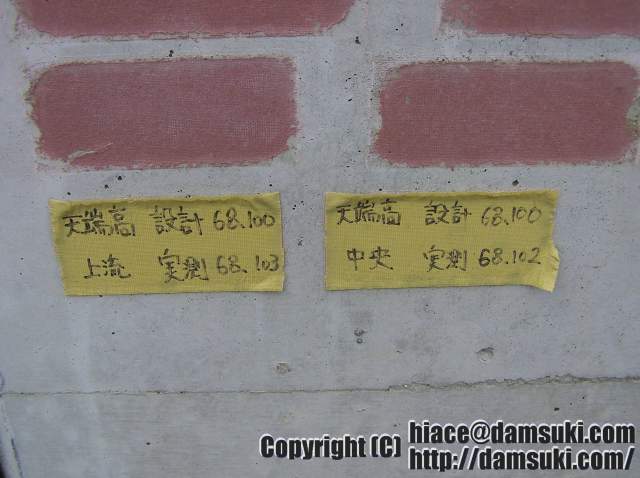 天端高 設計 68.100
上流 実測 68.103
天端高 設計 68.100
中央 実測 68.102
Copyright (C) hiace@damsuki.com
http://damsuki.com/